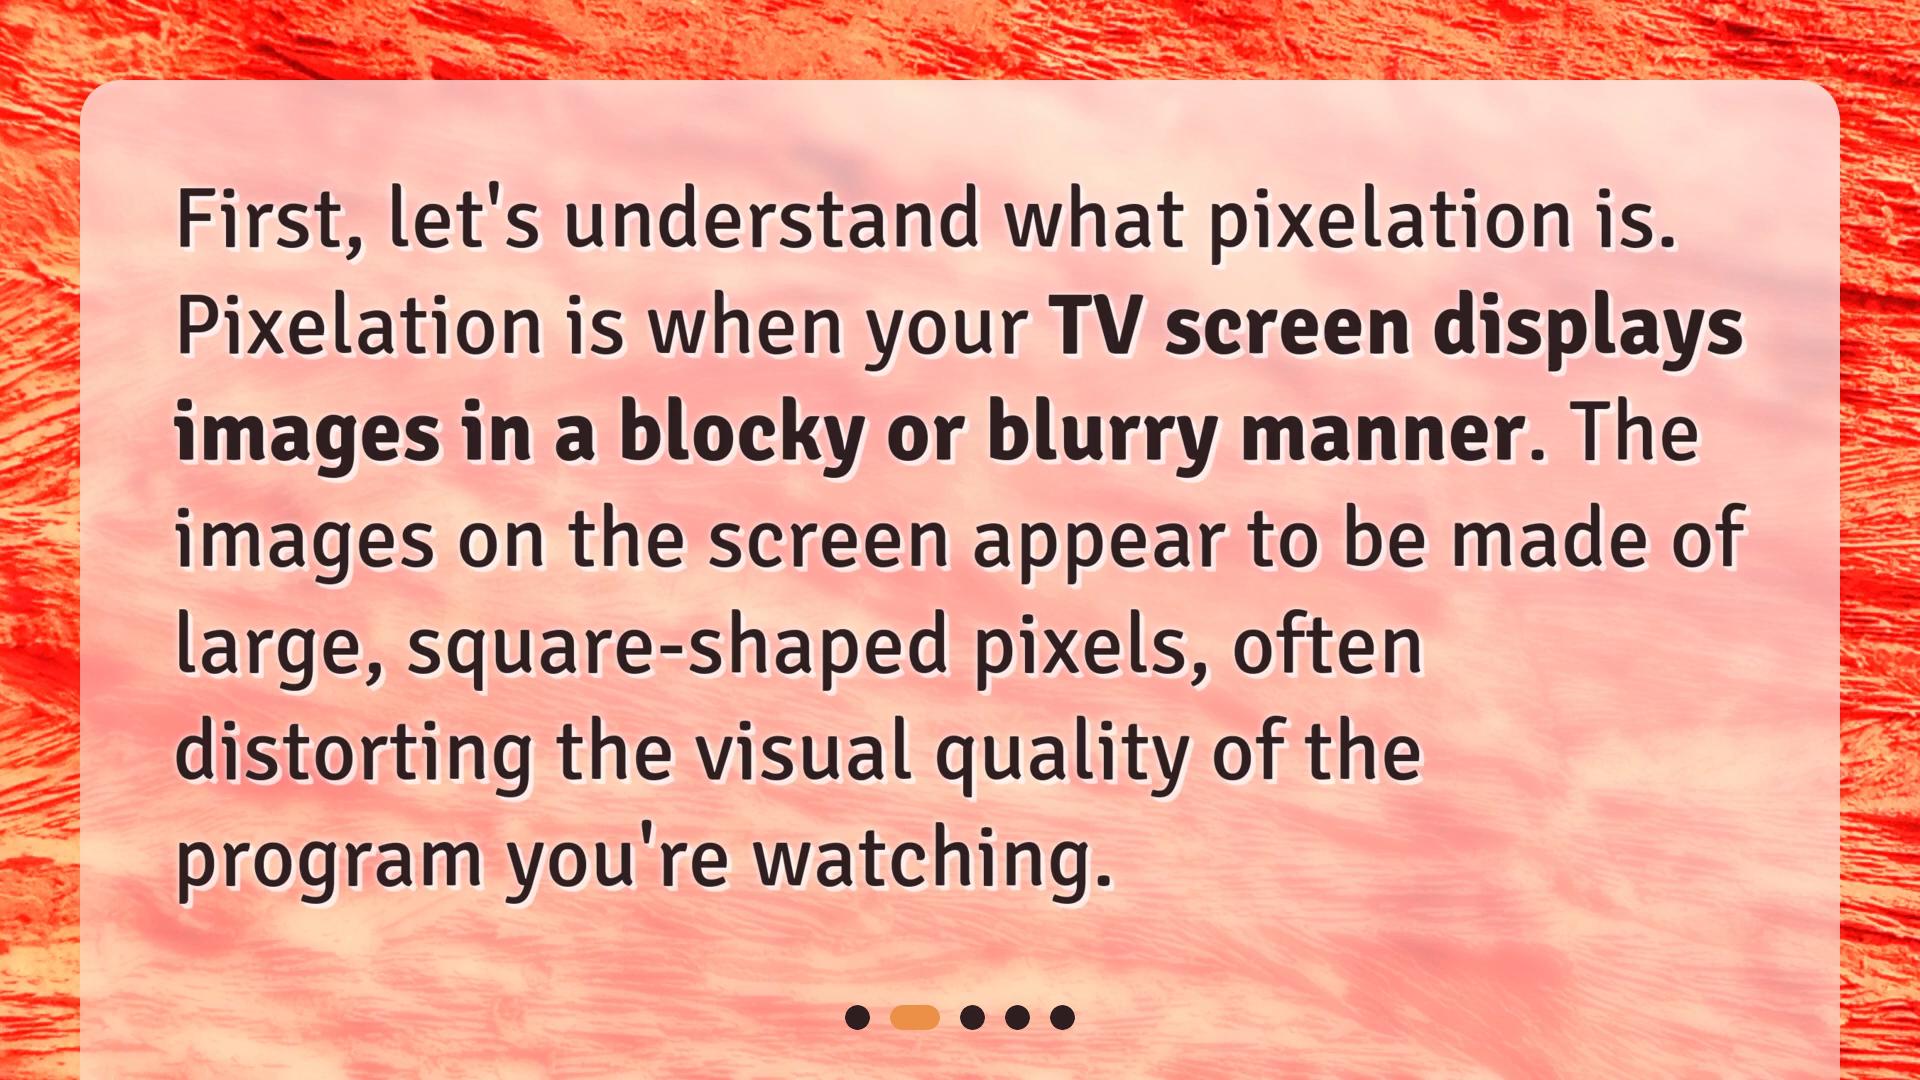 First, let's understand what pixelation is.
Pixelation is when your TV screen displays
images in a blocky or blurry manner. The
images on the screen appear to be made of
large, square-shaped pixels, often
distorting the visual quality of the
program you're watching.